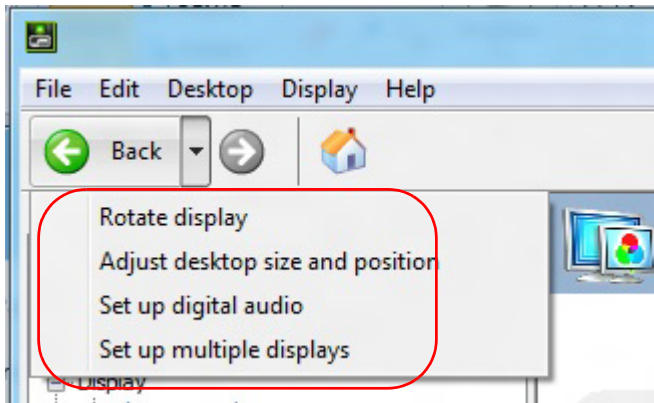 File Edit Desktop Display Help
Back
Rotate display
Adjust desktop size and position
Set up digital audio
Set up multiple displays
Display